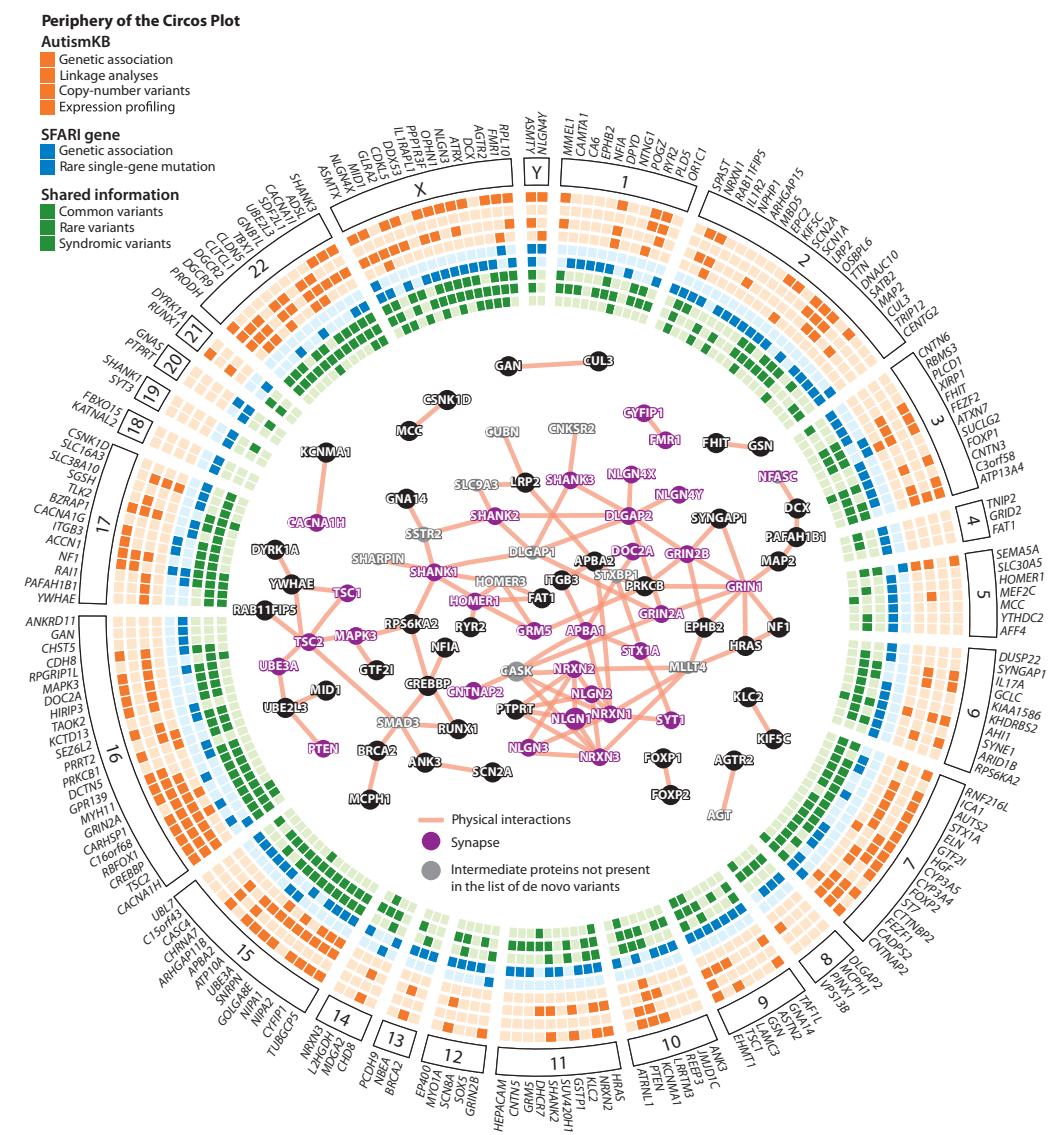 Periphery of the Circos Plot
AutismKB
Genetic association
Linkage analyses
Copy-number variants
Expression profiling
SFARI gene
Genetic association
Rare single-gene mutation
Shared information
Common variants
Rare variants
Syndromic variants
X
ASMTX
NLGN4X
MID1
GLRA2
CDKL5
DDX53
IL1RAPL1
PPP1R3F
OPHN1
NLGN3
ATRX
DCX
AGTR2
FMR1
RPL10
Y
ASMTY
NLGN4Y
1
MMEL1
CAMTA1
CA6
EPHB2
NFIA
DPYD
NTNG1
POGZ
RYR2
PLD5
OR1C1
2
SPAST
NRXN1
RAB11FIP5
IL1R2
NPHP1
ARHGAP15
MBD5
EPC2
KIF5C
SCN2A
SCN1A
LRP2
OSBPL6
TTN
DNAJC10
SATB2
MAP2
CUL3
TRIP12
CENTG2
3
CNTN6
RBMS3
PLCD1
XIRP1
FHIT
FEZF2
ATXN7
SUCLG2
FOXP1
CNTN3
C3orf58
ATP13A4
4
TNIP2
GRID2
FAT1
5
SEMA5A
SLC30A5
HOMER1
MEF2C
MCC
YTHDC2
AFF4
9
DUSP22
SYNGAP1
IL17A
GCLC
KIAA1586
KHDRBS2
AHI1
SYNE1
ARID1B
RPS6KA2
7
RNF216L
ICA1
AUTS2
STX1A
ELN
GTF2I
HGF
CYP3A5
CYP3A4
FOXP2
ST7
CTTNBP2
FEZF1
CADPS2
CNTNAP2
8
DLGAP2
MCPH1
PINX1
VPS13B
9
TAF1L
GNA14
ASTN2
GSN
LAMC3
TSC1
EHMT1
10
ANK3
JMJD1C
REEP3
LRRTM3
KCNMA1
PTEN
ATRNL1
11
HRAS
NRXN2
KLC2
GSTP1
SUV420H1
SHANK2
DHCR7
GRM5
CNTN5
HEPACAM
12
GRIN2B
SOX5
SCN8A
MYO1A
EP400
13
BRCA2
NBEA
PCDH9
14
CHD8
MDGA2
L2HGDH
NRXN3
15
TUBGCP5
CYFIP1
NIPA2
NIPA1
GOLGA8E
SNRPN
UBE3A
ATP10A
APBA2
ARHGAP11B
CHRNA7
CASC4
C15orf43
UBL7
16
ANKRD11
GAN
CHST5
CDH8
RPGRIP1L
MAPK3
DOC2A
HIRIP3
TAOK2
KCTD13
SEZ6L2
PRRT2
PRKCB1
DCTN5
GPR139
MYH11
GRIN2A
CARHSP1
C16orf68
RBFOX1
CREBBP
TSC2
CACNA1H
17
CSNK1D
SLC16A3
SLC38A10
SGSH
TLK2
BZRAP1
CACNA1G
ITGB3
ACCN1
NF1
RAI1
PAFAH1B1
YWHAE
18
FBXO15
KATNAL2
19
SHANK1
SYT3
20
GNAS
PTPRT
21
DYRK1A
RUNX1
22
SHANK3
ADSL
CACNA1I
SDF2L1
UBE2L3
GNB1L
TBX1
CLDN5
CLTCL1
DGCR2
DGCR9
PRODH
GAN
CUL3
CSNK1D
MCC
CYFIP1
FMR1
CUBN
CNKSR2
FHIT
GSN
KCNMA1
NLGN4X
NFASC
SLC9A3
LRP2
SHANK3
NLGN4Y
GNA14
DCX
CACNA1H
SHANK2
DLGAP2
SYNGAP1
SSTR2
PAFAH1B1
DYRK1A
SHARPIN
DLGAP1
DOC2A
GRIN2B
APBA2
MAP2
SHANK1
STXBP1
YWHAE
HOMER3
ITGB3
PRKCB
GRIN1
TSC1
HOMER1
FAT1
RAB11FIP5
GRIN2A
RPS6KA2
RYR2
GRM5
APBA1
EPHB2
NF1
TSC2
MAPK3
NFIA
STX1A
HRAS
UBE3A
GTF2I
CASK
NRXN2
MLLT4
MID1
CREBBP
CNTNAP2
NLGN2
KLC2
UBE2L3
PTPRT
NLGN1
NRXN1
SYT1
SMAD3
RUNX1
KIF5C
PTEN
BRCA2
NLGN3
NRXN3
FOXP1
AGTR2
ANK3
SCN2A
MCPH1
FOXP2
AGT
Physical interactions
Synapse
Intermediate proteins not present
in the list of de novo variants